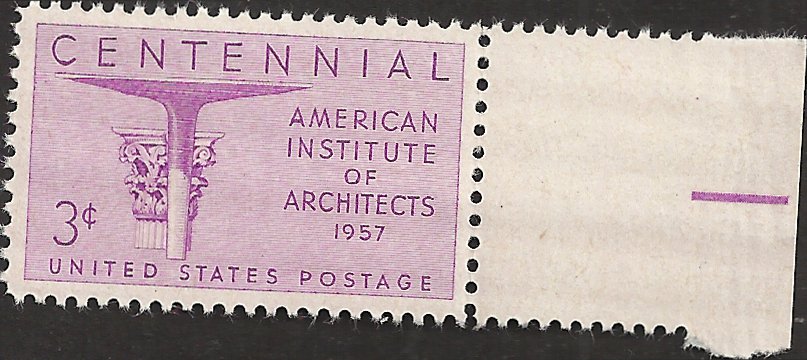 CENTENNIAL
AMERICAN
INSTITUTE
OF
ARCHITECTS
1957
3¢
UNITED STATES POSTAGE